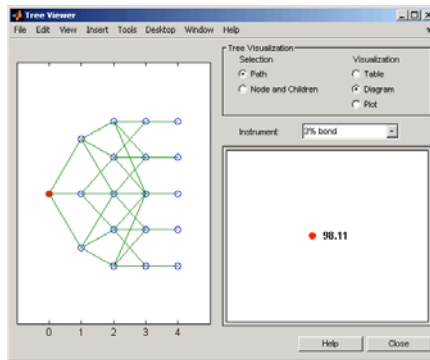 Tree Viewer
File Edit View Insert Tools Desktop Window Help
Tree Visualization
Selection
Visualization
Path
Table
Node and Children
Diagram
Plot
Instrument:
3% bond
98.11
0 1 2 3 4
Help
Close